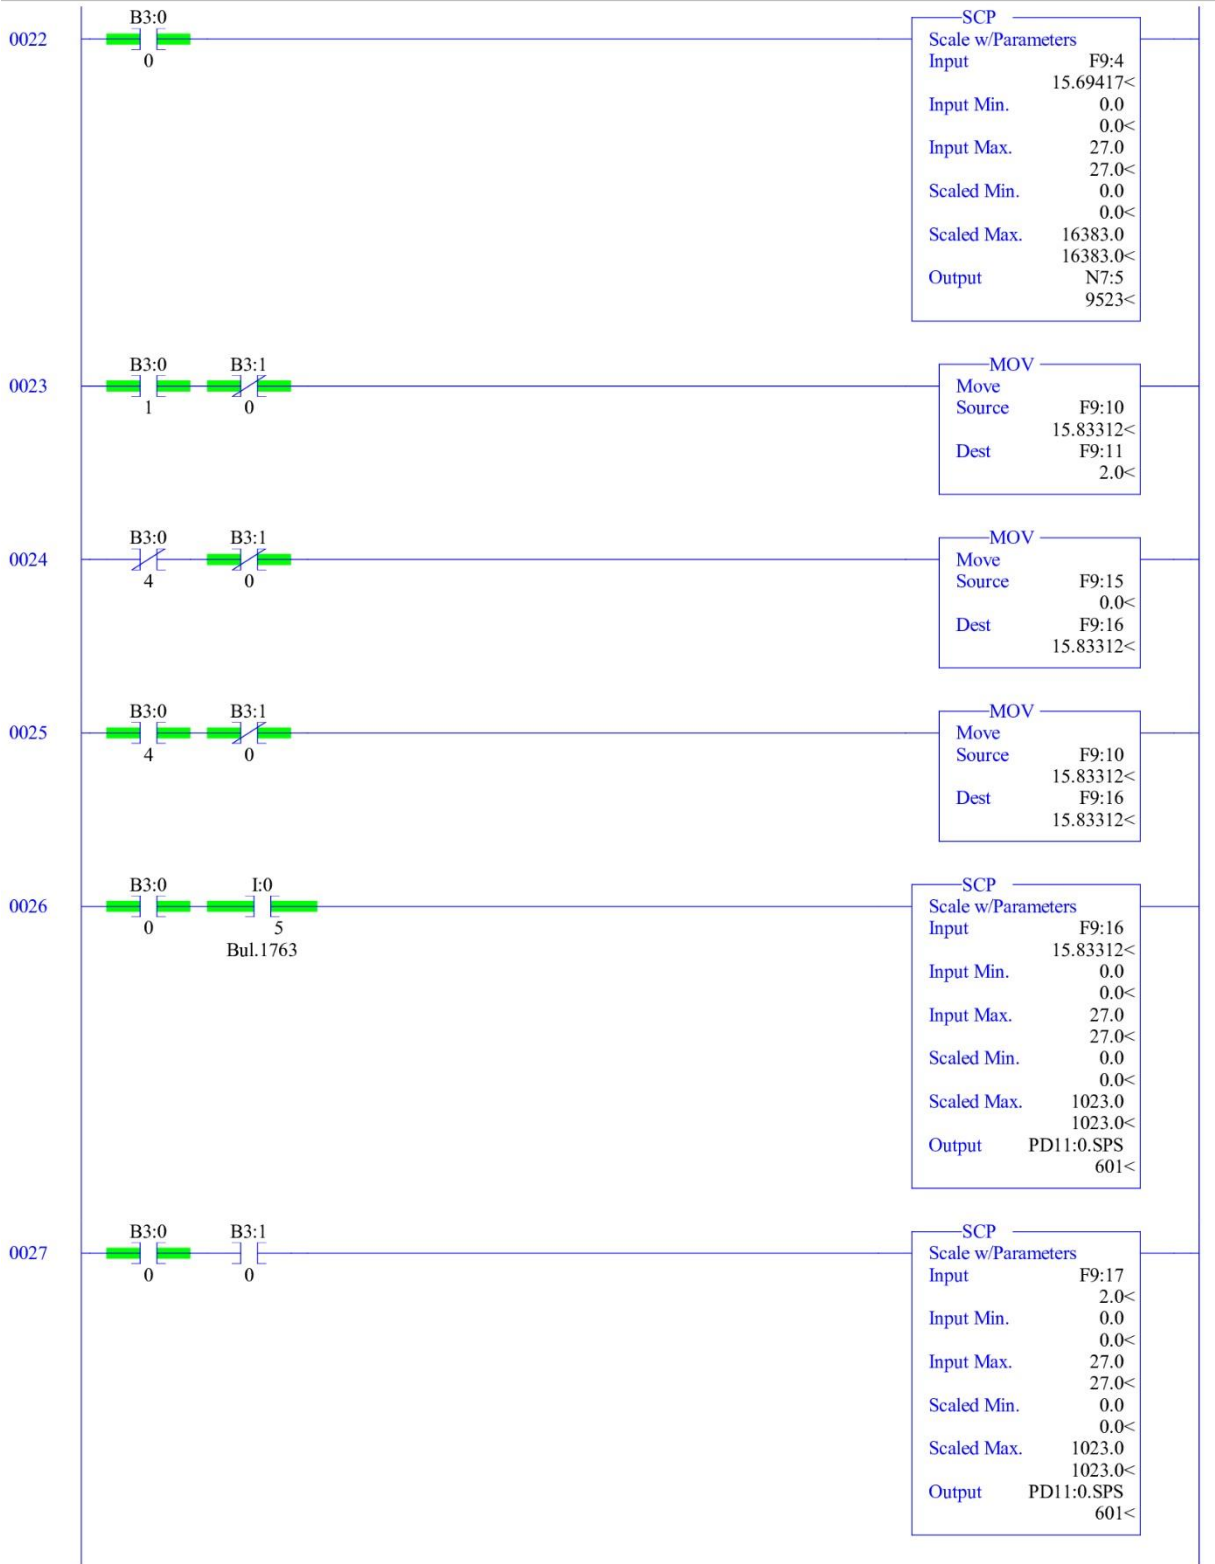 B3:0 SCP
0022 Scale w/Parameters
0 Input F9:4
15.69417<
Input Min. 0.0
0.0<
Input Max. 27.0
27.0<
Scaled Min. 0.0
0.0<
Scaled Max. 16383.0
16383.0<
Output N7:5
9523<
B3:0 B3:1 MOV
0023 Move
1 0 Source F9:10
15.83312<
Dest F9:11
2.0<
B3:0 B3:1 MOV
0024 Move
4 0 Source F9:15
0.0<
Dest F9:16
15.83312<
B3:0 B3:1 MOV
0025 Move
4 0 Source F9:10
15.83312<
Dest F9:16
15.83312<
B3:0 I:0 SCP
0026 Scale w/Parameters
0 5 Input F9:16
Bul.1763 15.83312<
Input Min. 0.0
0.0<
Input Max. 27.0
27.0<
Scaled Min. 0.0
0.0<
Scaled Max. 1023.0
1023.0<
Output PD11:0.SPS
601<
B3:0 B3:1 SCP
0027 Scale w/Parameters
0 0 Input F9:17
2.0<
Input Min. 0.0
0.0<
Input Max. 27.0
27.0<
Scaled Min. 0.0
0.0<
Scaled Max. 1023.0
1023.0<
Output PD11:0.SPS
601<